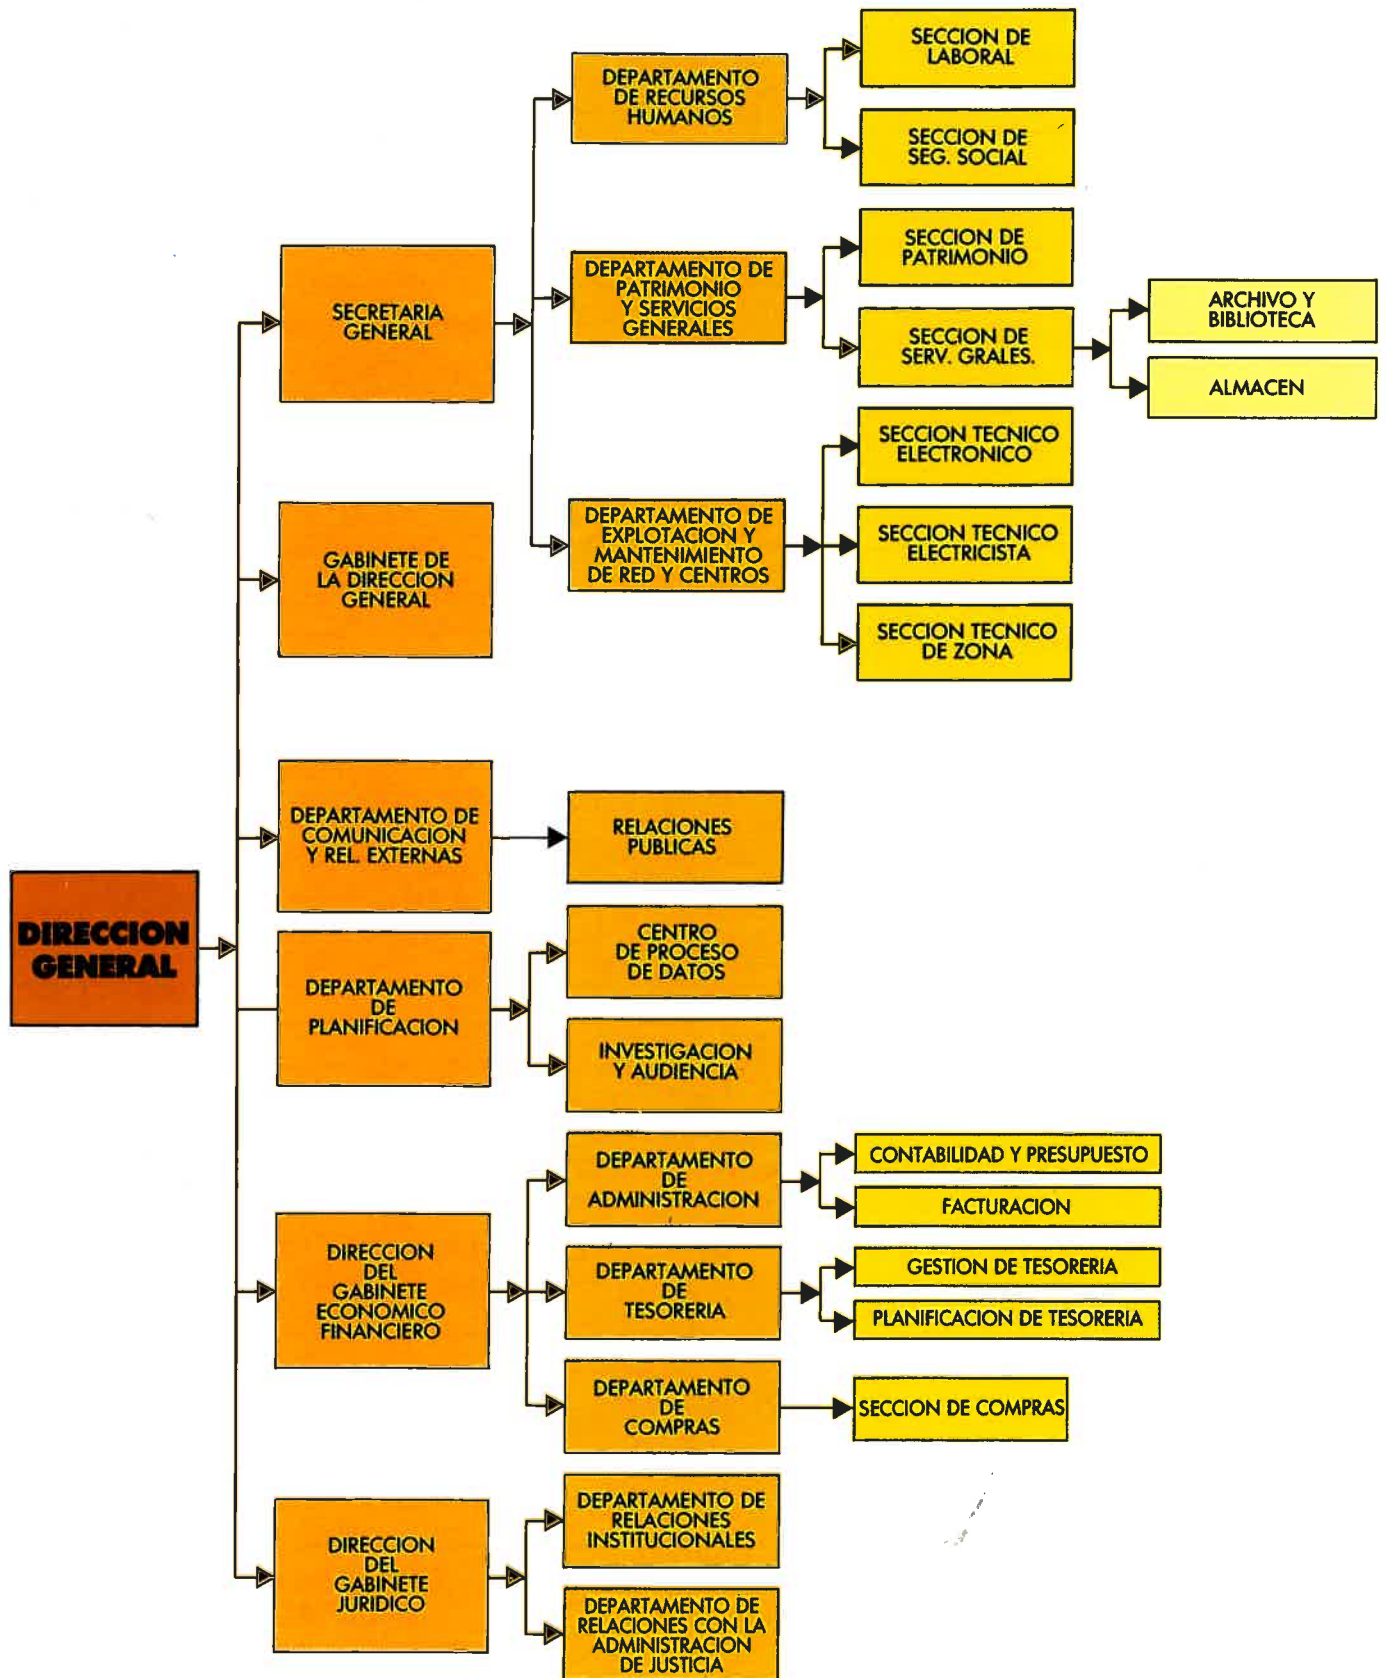 DIRECCION
GENERAL
SECRETARIA
GENERAL
DEPARTAMENTO
DE RECURSOS
HUMANOS
SECCION DE
LABORAL
SECCION DE
SEG. SOCIAL
DEPARTAMENTO DE
PATRIMONIO
Y SERVICIOS
GENERALES
SECCION DE
PATRIMONIO
SECCION DE
SERV. GRALES.
ARCHIVO Y
BIBLIOTECA
ALMACEN
DEPARTAMENTO DE
EXPLOTACION Y
MANTENIMIENTO
DE RED Y CENTROS
SECCION TECNICO
ELECTRONICO
SECCION TECNICO
ELECTRICISTA
SECCION TECNICO
DE ZONA
GABINETE DE
LA DIRECCION
GENERAL
DEPARTAMENTO DE
COMUNICACION
Y REL. EXTERNAS
RELACIONES
PUBLICAS
DEPARTAMENTO
DE
PLANIFICACION
CENTRO
DE PROCESO
DE DATOS
INVESTIGACION
Y AUDIENCIA
DIRECCION
DEL
GABINETE
ECONOMICO
FINANCIERO
DEPARTAMENTO
DE
ADMINISTRACION
CONTABILIDAD Y PRESUPUESTO
FACTURACION
DEPARTAMENTO
DE
TESORERIA
GESTION DE TESORERIA
PLANIFICACION DE TESORERIA
DEPARTAMENTO
DE
COMPRAS
SECCION DE COMPRAS
DIRECCION
DEL
GABINETE
JURIDICO
DEPARTAMENTO DE
RELACIONES
INSTITUCIONALES
DEPARTAMENTO DE
RELACIONES CON LA
ADMINISTRACION
DE JUSTICIA